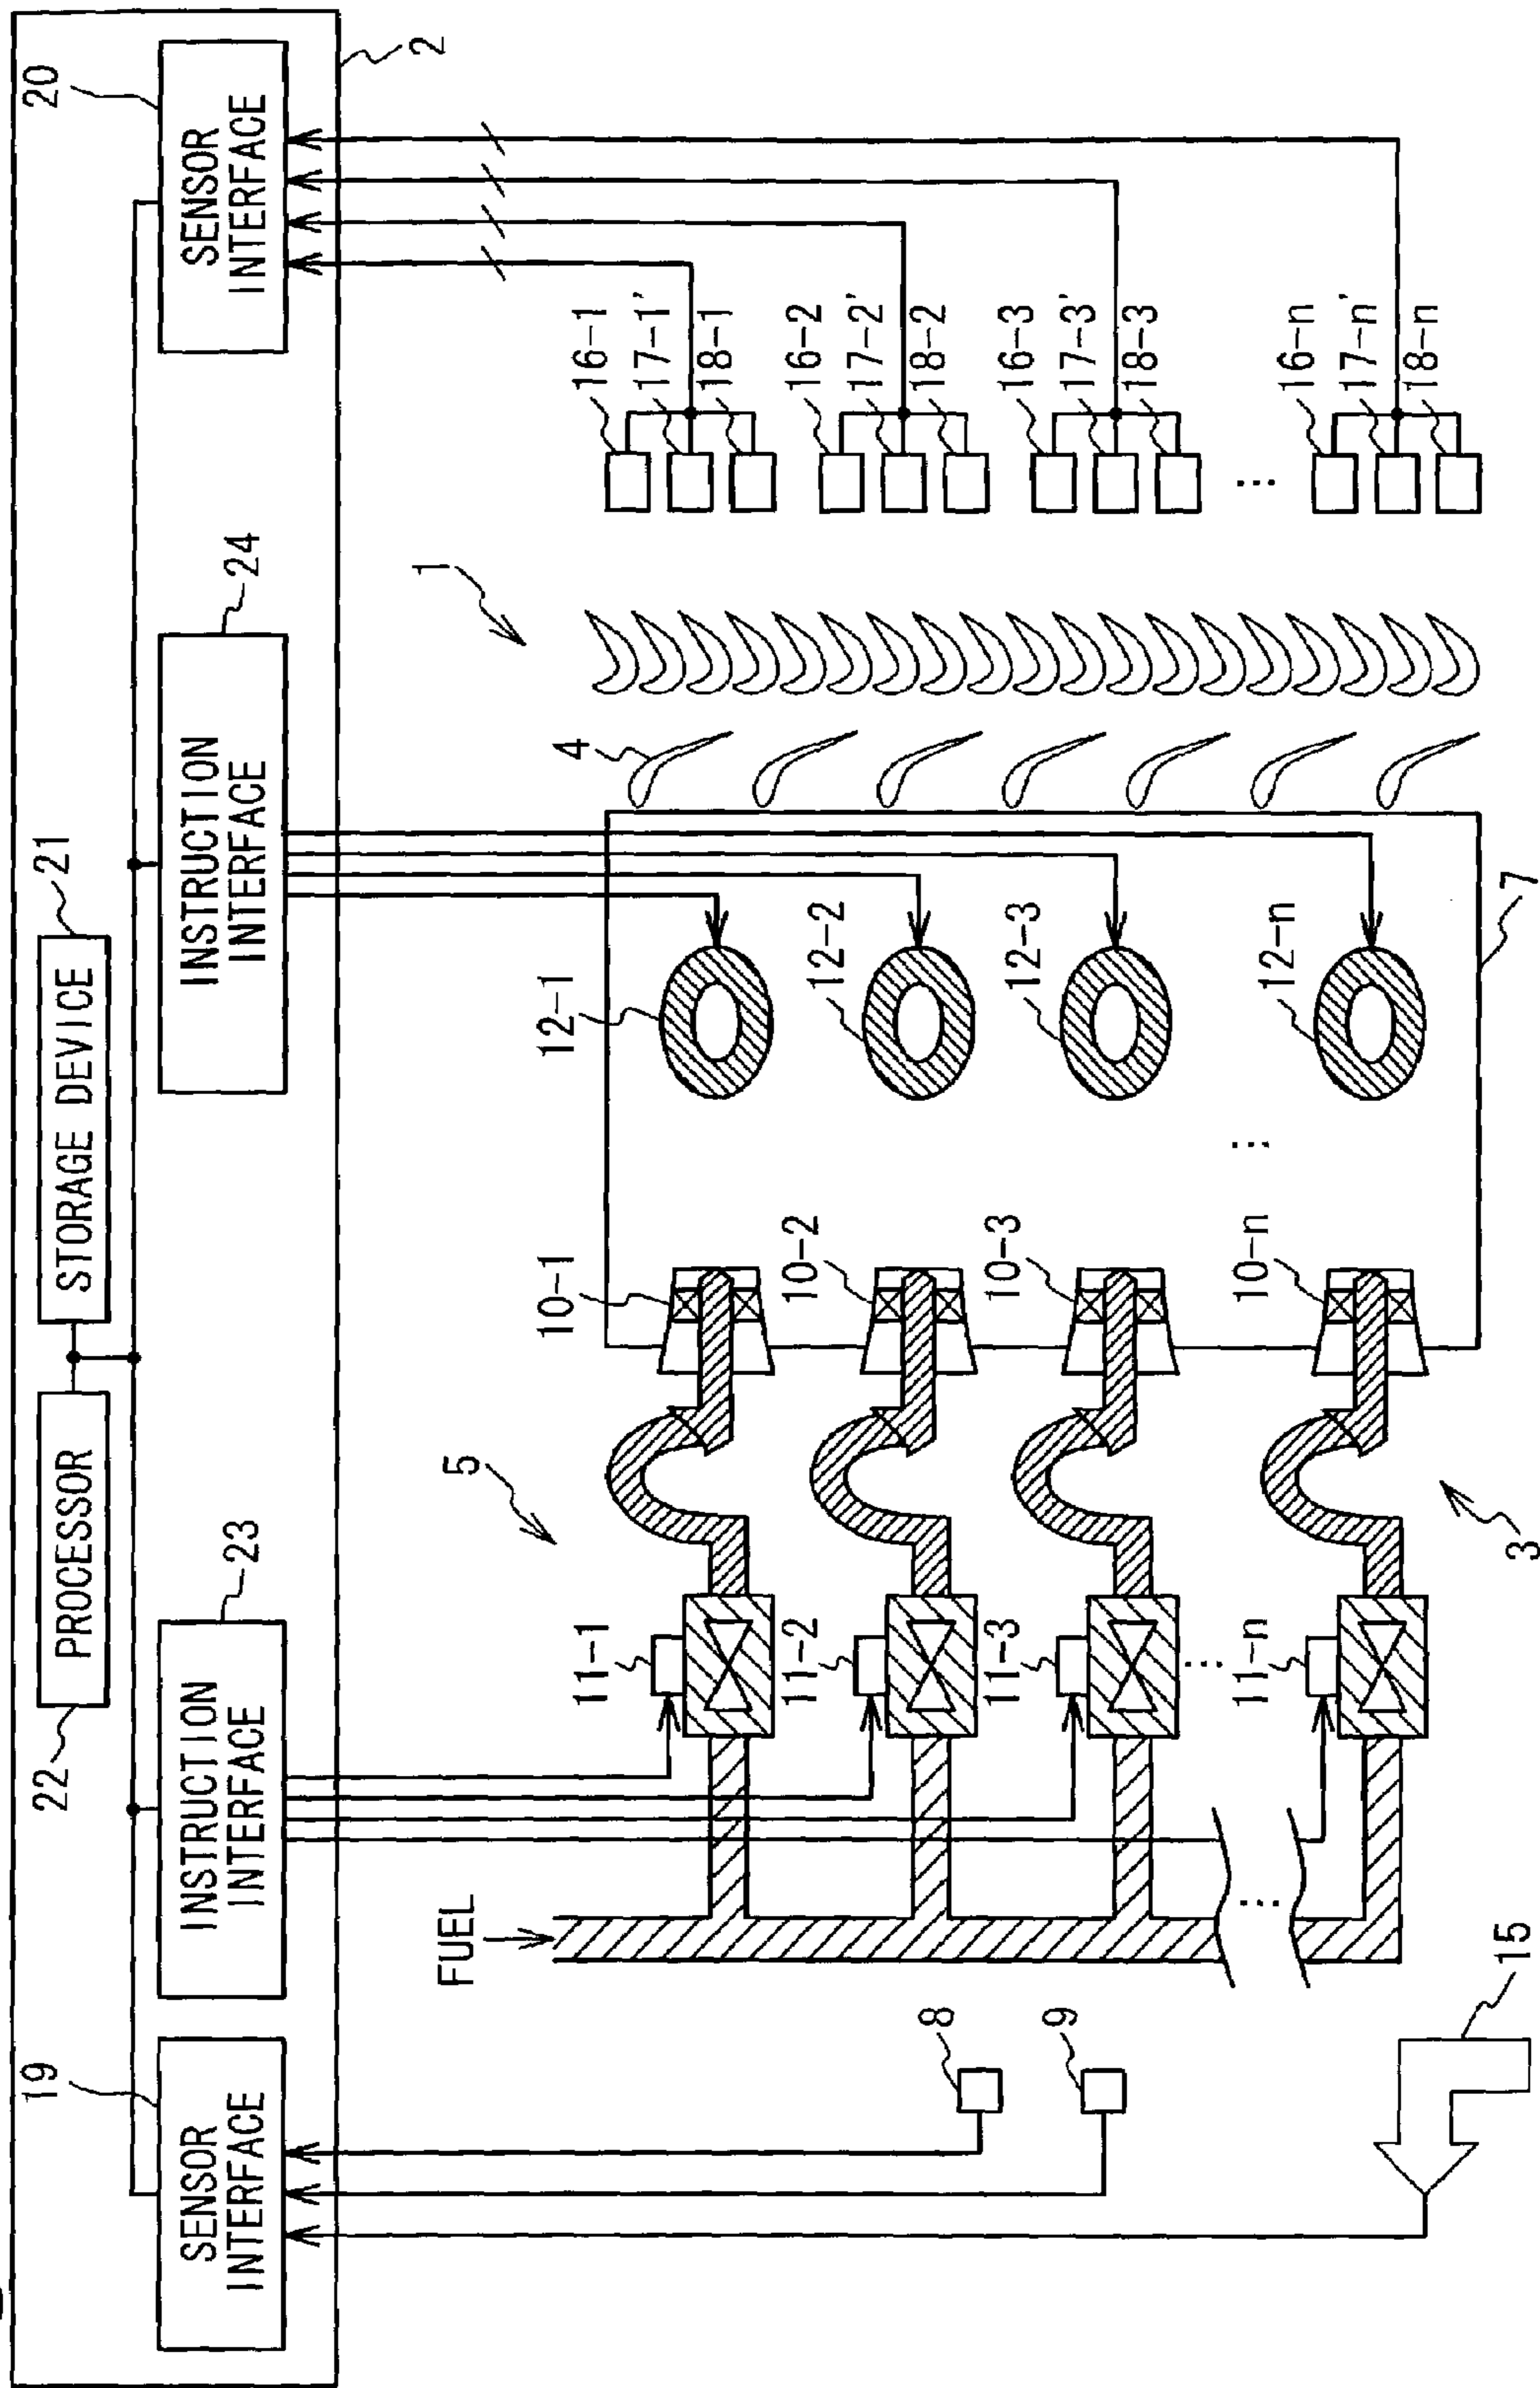 20
SENSOR
INTERFACE
2
24
INSTRUCTION
INTERFACE
21
STORAGE DEVICE
PROCESSOR
22
23
INSTRUCTION
INTERFACE
19
SENSOR
INTERFACE
16-1
17-1'
18-1
16-2
17-2'
18-2
16-3
17-3'
18-3
16-n
17-n'
18-n
1
4
12-1
12-2
12-3
12-n
7
10-1
10-2
10-3
10-n
5
3
11-1
11-2
11-3
11-n
FUEL
8
9
15